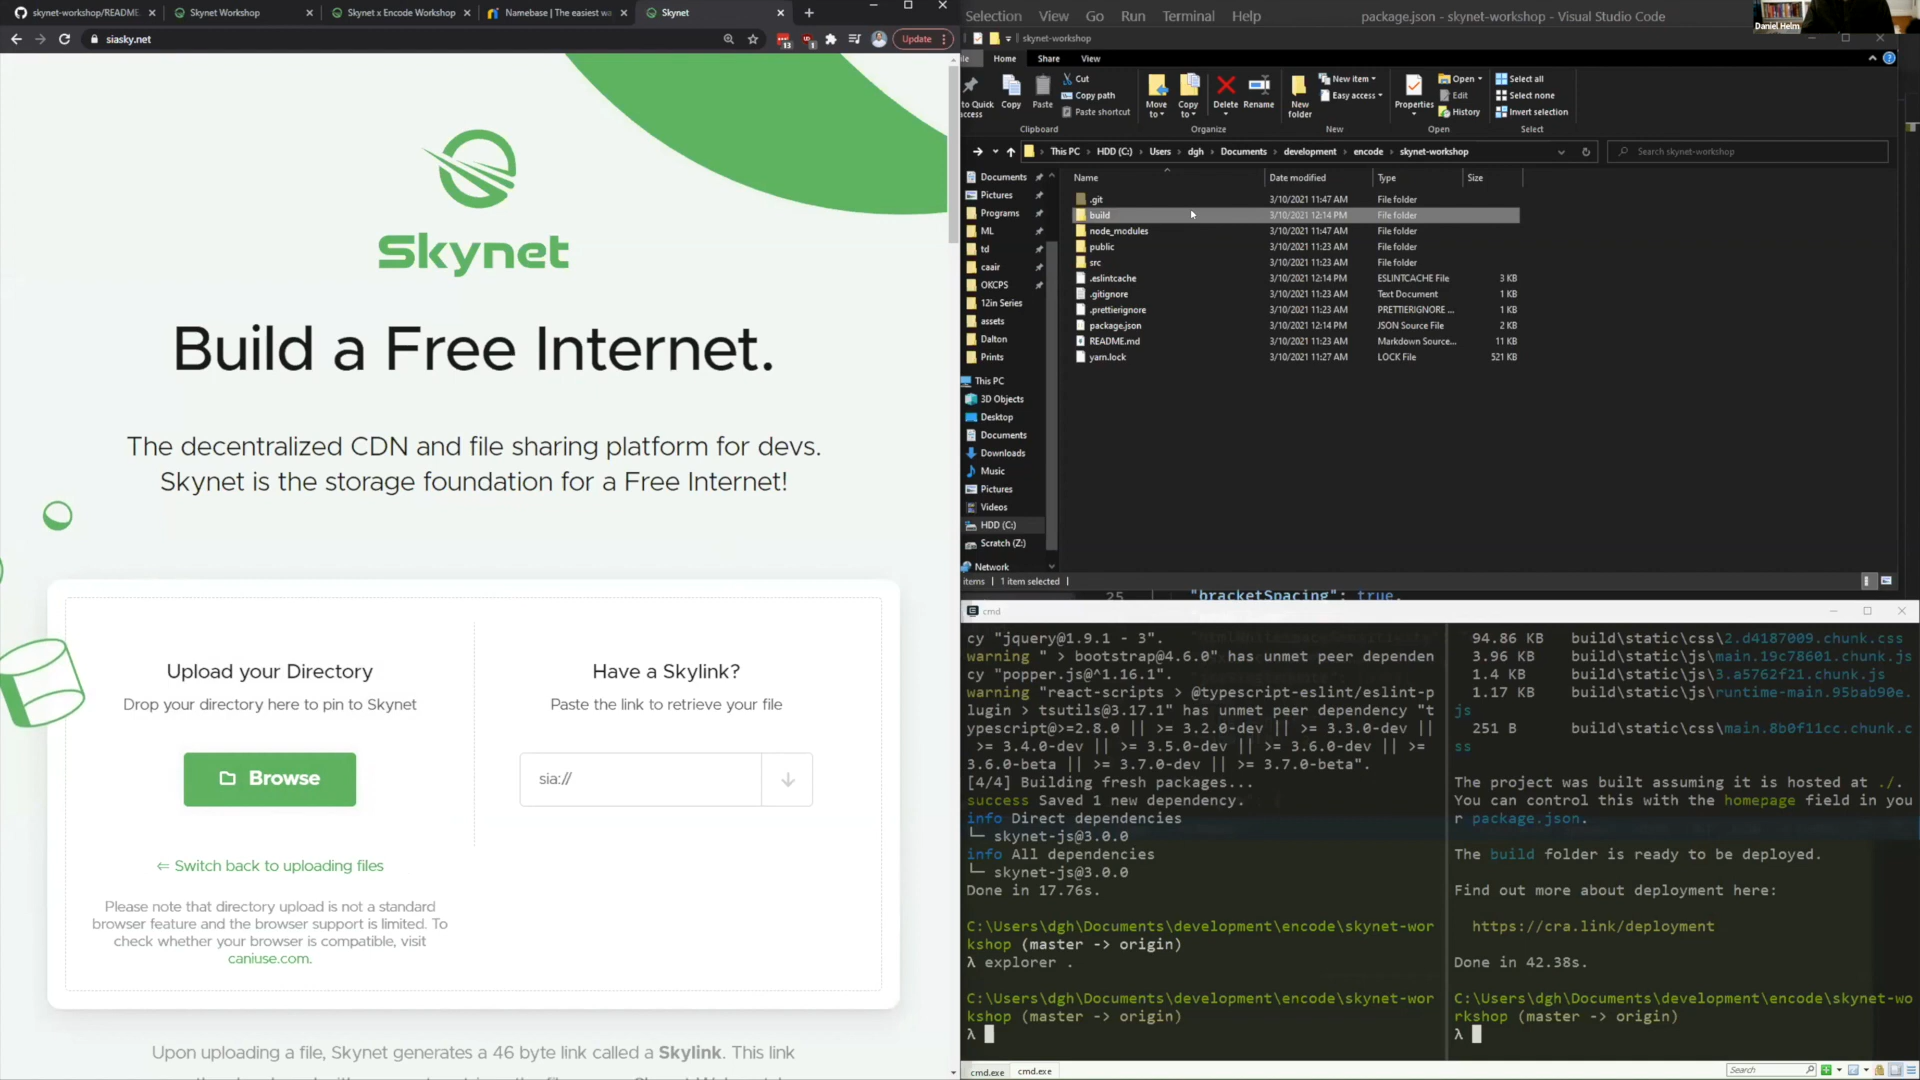 skynet-workshop/README.
Skynet Workshop
Skynet x Encode Workshop
Namebase | The easiest wa
Skynet
siasky.net
Update
Skynet
Build a Free Internet.
The decentralized CDN and file sharing platform for devs.
Skynet is the storage foundation for a Free Internet!
Upload your Directory
Drop your directory here to pin to Skynet
Browse
⇐ Switch back to uploading files
Please note that directory upload is not a standard
browser feature and the browser support is limited. To
check whether your browser is compatible, visit
caniuse.com.
Have a Skylink?
Paste the link to retrieve your file
sia://
Upon uploading a file, Skynet generates a 46 byte link called a Skylink. This link
Selection View Go Run Terminal Help
package.json - skynet-workshop - Visual Studio Code
Daniel Helm
skynet-workshop
Home Share View
Copy
Paste
Cut
Copy path
Paste shortcut
Clipboard
Move to
Copy to
Delete
Rename
Organize
New folder
New item
Easy access
New
Properties
Open
Edit
History
Open
Select all
Select none
Invert selection
Select
This PC > HDD (C:) > Users > dgh > Documents > development > encode > skynet-workshop
Search skynet-workshop
Documents
Pictures
Programs
ML
td
caair
OKCPS
12in Series
assets
Dalton
Prints
This PC
3D Objects
Desktop
Documents
Downloads
Music
Pictures
Videos
HDD (C:)
Scratch (Z:)
Network
Name Date modified Type Size
.git 3/10/2021 11:47 AM File folder
build 3/10/2021 12:14 PM File folder
node_modules 3/10/2021 11:47 AM File folder
public 3/10/2021 11:23 AM File folder
src 3/10/2021 11:23 AM File folder
.eslintcache 3/10/2021 12:14 PM ESLINTCACHE File 3 KB
.gitignore 3/10/2021 11:23 AM Text Document 1 KB
.prettierignore 3/10/2021 11:23 AM PRETTIERIGNORE ... 1 KB
package.json 3/10/2021 12:14 PM JSON Source File 2 KB
README.md 3/10/2021 11:23 AM Markdown Source... 11 KB
yarn.lock 3/10/2021 11:27 AM LOCK File 521 KB
items 1 item selected
25 "bracketSpacing": true,
cmd
cy "jquery@1.9.1 - 3".
warning " > bootstrap@4.6.0" has unmet peer dependen
cy "popper.js@^1.16.1".
warning "react-scripts > @typescript-eslint/eslint-p
lugin > tsutils@3.17.1" has unmet peer dependency "t
ypescript@>=2.8.0 || >= 3.2.0-dev || >= 3.3.0-dev ||
>= 3.4.0-dev || >= 3.5.0-dev || >= 3.6.0-dev || >=
3.6.0-beta || >= 3.7.0-dev || >= 3.7.0-beta".
[4/4] Building fresh packages...
success Saved 1 new dependency.
info Direct dependencies
└─ skynet-js@3.0.0
info All dependencies
└─ skynet-js@3.0.0
Done in 17.76s.
C:\Users\dgh\Documents\development\encode\skynet-wor
kshop (master -> origin)
λ explorer .
C:\Users\dgh\Documents\development\encode\skynet-wor
kshop (master -> origin)
λ
94.86 KB build\static\css\2.d4187009.chunk.css
3.96 KB build\static\js\main.19c78601.chunk.js
1.4 KB build\static\js\3.a5762f21.chunk.js
1.17 KB build\static\js\runtime-main.95bab90e.
js
251 B build\static\css\main.8b0f11cc.chunk.c
ss
The project was built assuming it is hosted at ./.
You can control this with the homepage field in you
r package.json.
The build folder is ready to be deployed.
Find out more about deployment here:
https://cra.link/deployment
Done in 42.38s.
C:\Users\dgh\Documents\development\encode\skynet-wo
rkshop (master -> origin)
λ
cmd.exe cmd.exe
Search